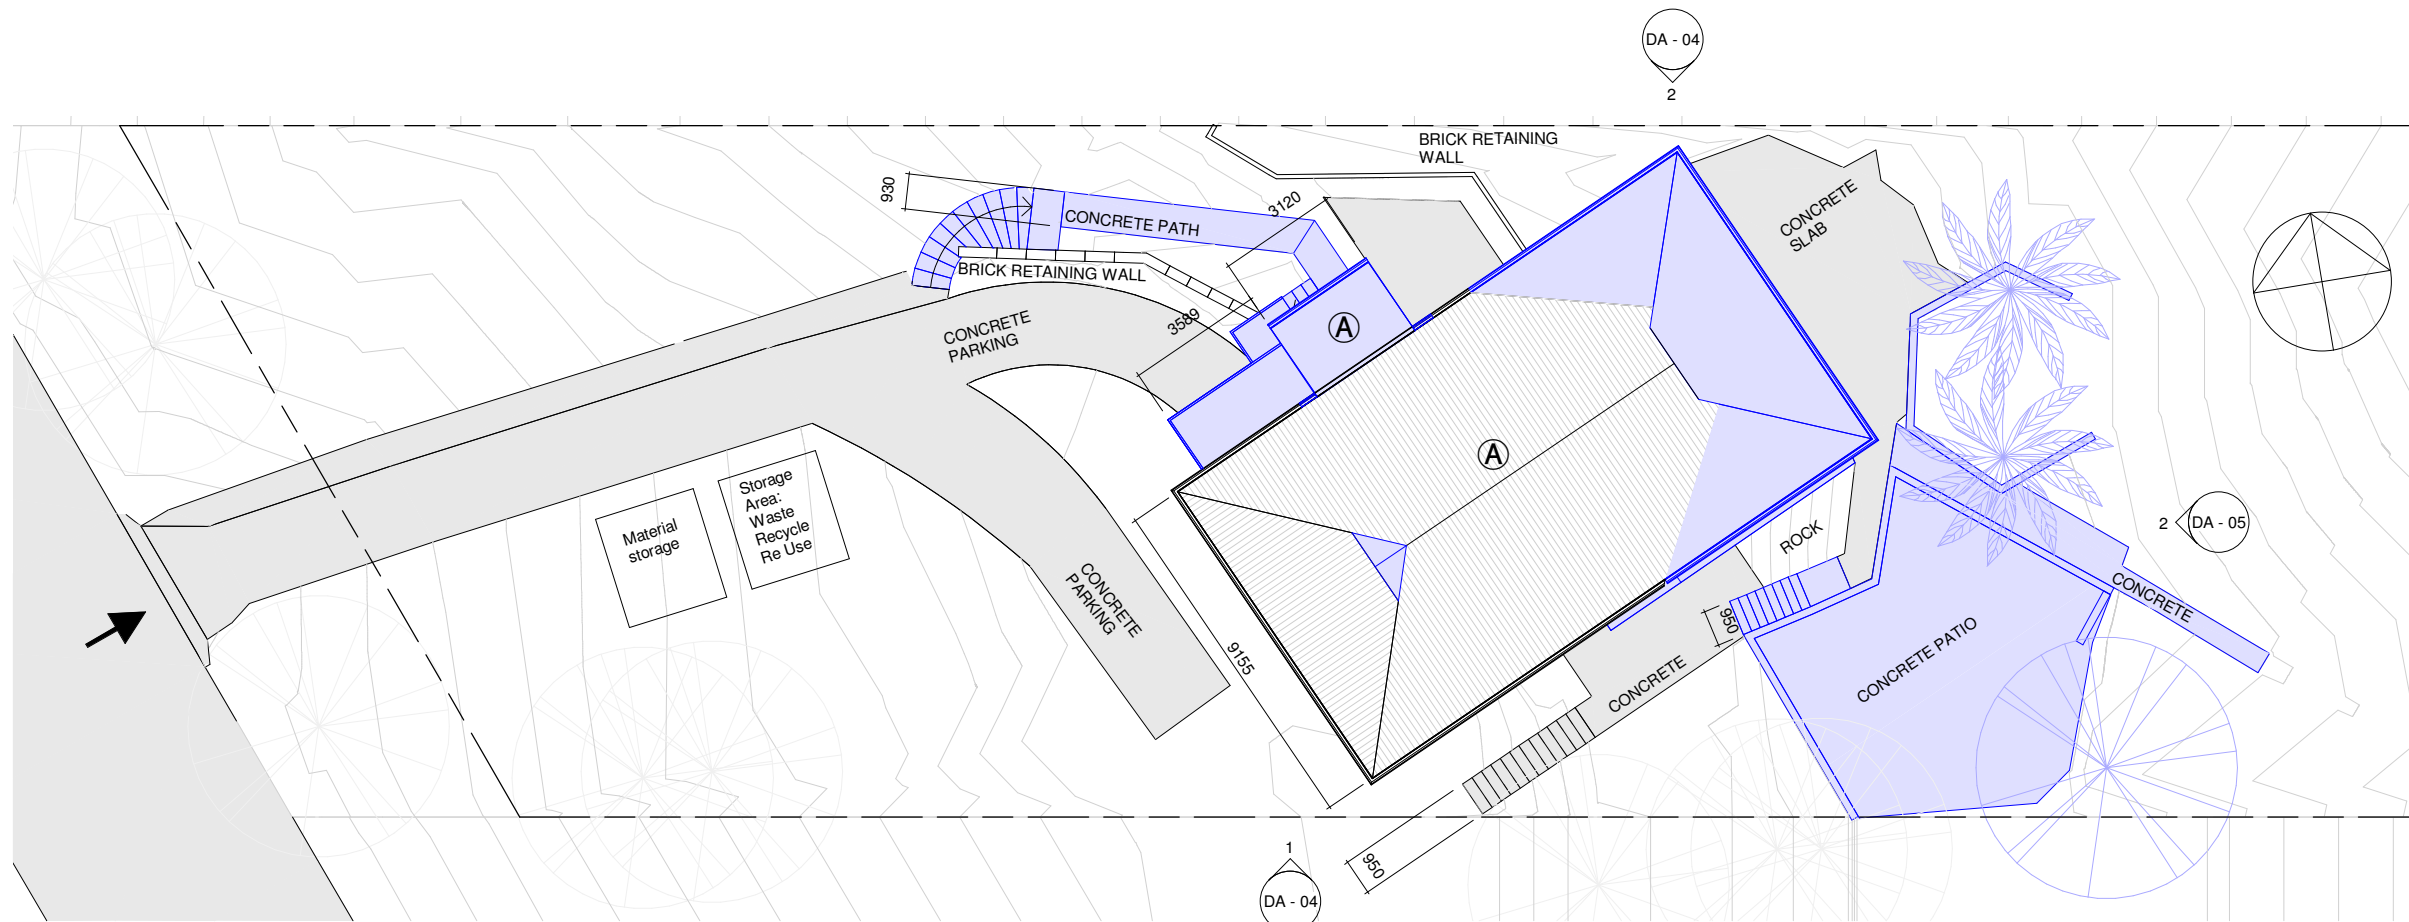 DA - 04
2
BRICK RETAINING
WALL
930
CONCRETE PATH
3120
CONCRETE
SLAB
BRICK RETAINING WALL
3589
CONCRETE
PARKING
A
A
Storage
Area:
Waste
Recycle
Re Use
Material
storage
2
DA - 05
ROCK
CONCRETE
PARKING
CONCRETE
950
CONCRETE PATIO
9155
CONCRETE
950
1
DA - 04